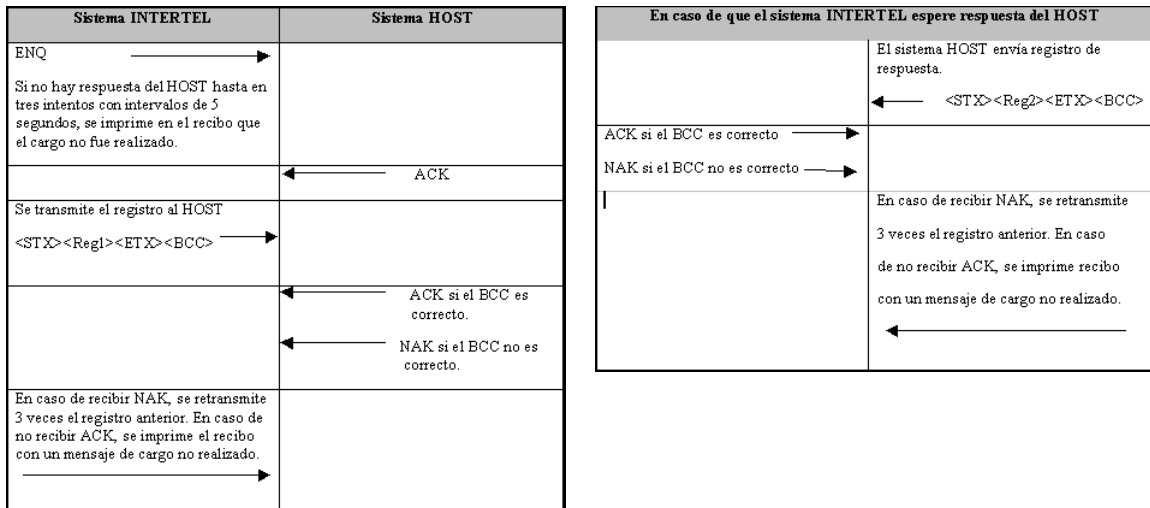 Sistema INTERTEL
Sistema HOST
ENQ
Si no hay respuesta del HOST hasta en
tres intentos con intervalos de 5
segundos, se imprime en el recibo que
el cargo no fue realizado.
ACK
Se transmite el registro al HOST
<STX><Reg1><ETX><BCC>
ACK si el BCC es
correcto.
NAK si el BCC no es
correcto.
En caso de recibir NAK, se retransmite
3 veces el registro anterior. En caso de
no recibir ACK, se imprime el recibo
con un mensaje de cargo no realizado.
En caso de que el sistema INTERTEL espere respuesta del HOST
El sistema HOST envía registro de
respuesta.
<STX><Reg2><ETX><BCC>
ACK si el BCC es correcto
NAK si el BCC no es correcto
En caso de recibir NAK, se retransmite
3 veces el registro anterior. En caso
de no recibir ACK, se imprime recibo
con un mensaje de cargo no realizado.